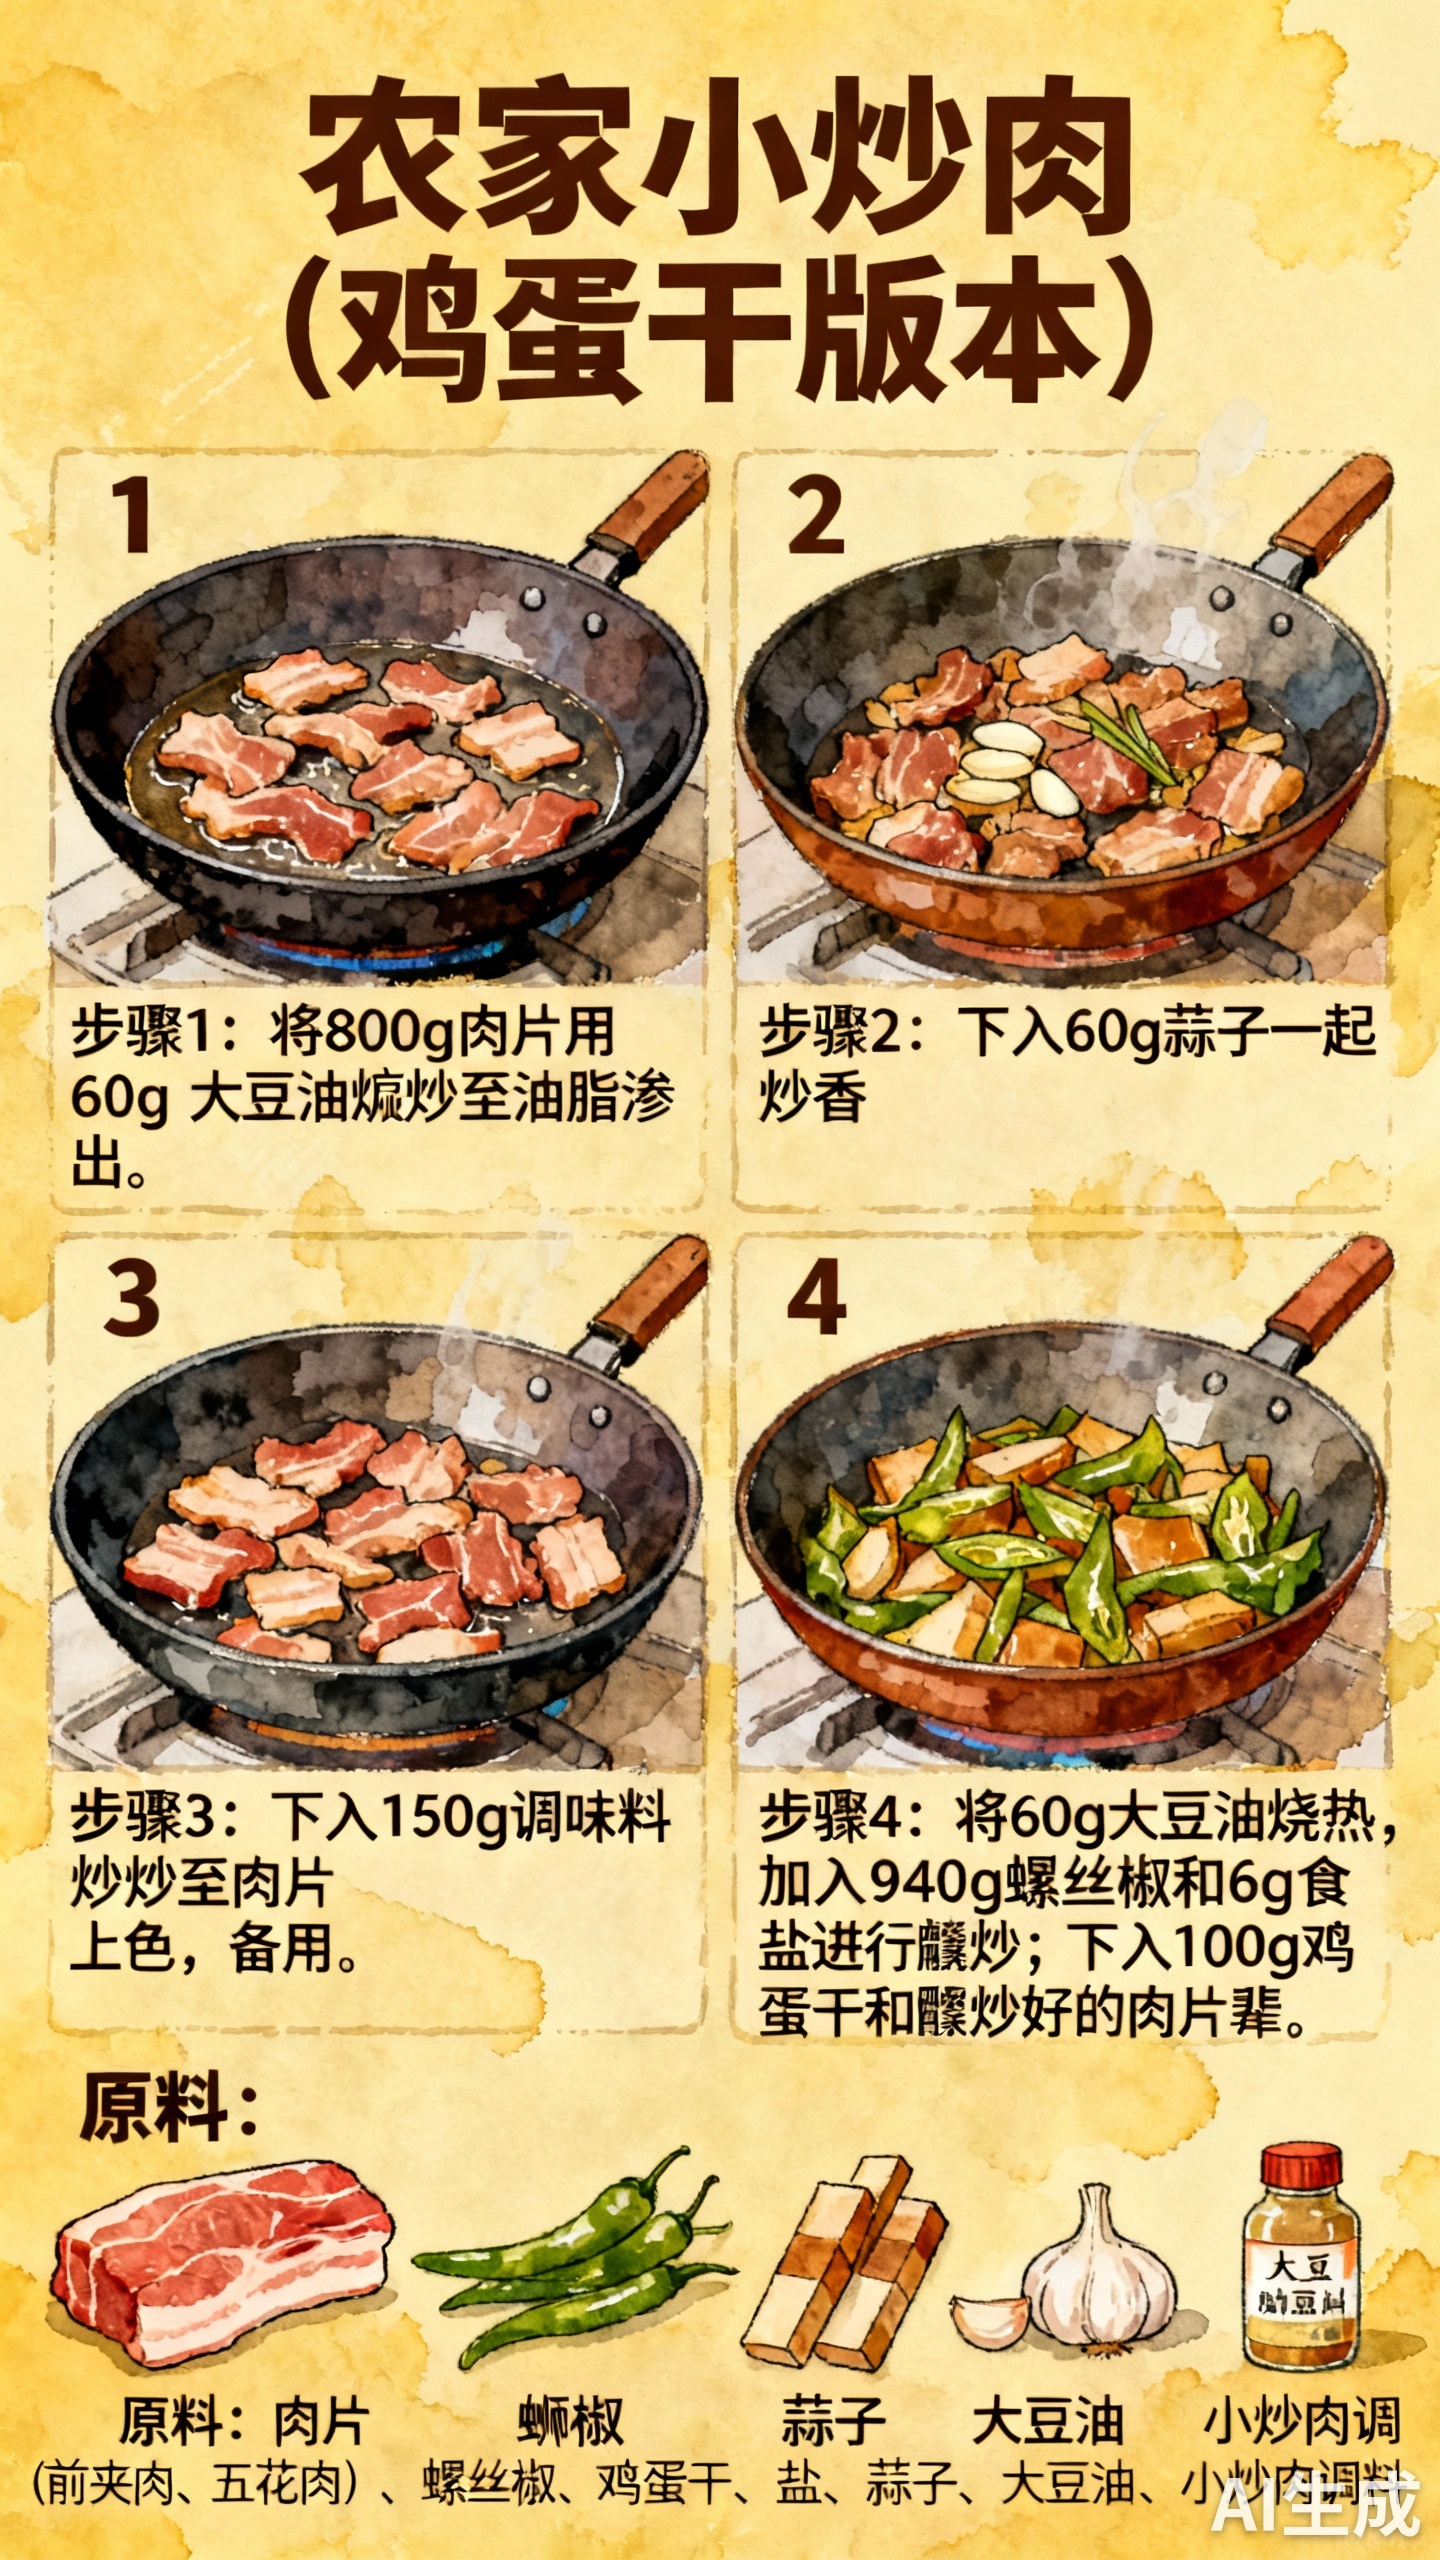 农家小炒肉
（鸡蛋干版本）
1
2
步骤1：将800g肉片用
60g 大豆油炒至油脂渗
出。
步骤2：下入60g蒜子一起
炒香
3
4
步骤3：下入150g调味料
炒炒至肉片
上色，备用。
步骤4：将60g大豆油烧热，
加入940g螺丝椒和6g食
盐进行炒；下入100g鸡
蛋干和炒好的肉片辈。
原料：
大豆
原料：肉片
椒
蒜子
大豆油
小炒肉调
（前夹肉、五花肉）、螺丝椒、鸡蛋干、盐、蒜子、大豆油、小炒肉调料
AI生成